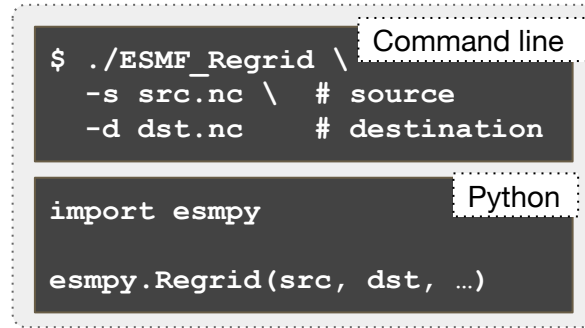 Command line
$ ./ESMF_Regrid \
-s src.nc \ # source
-d dst.nc # destination
Python
import esmpy
esmpy.Regrid(src, dst, …)